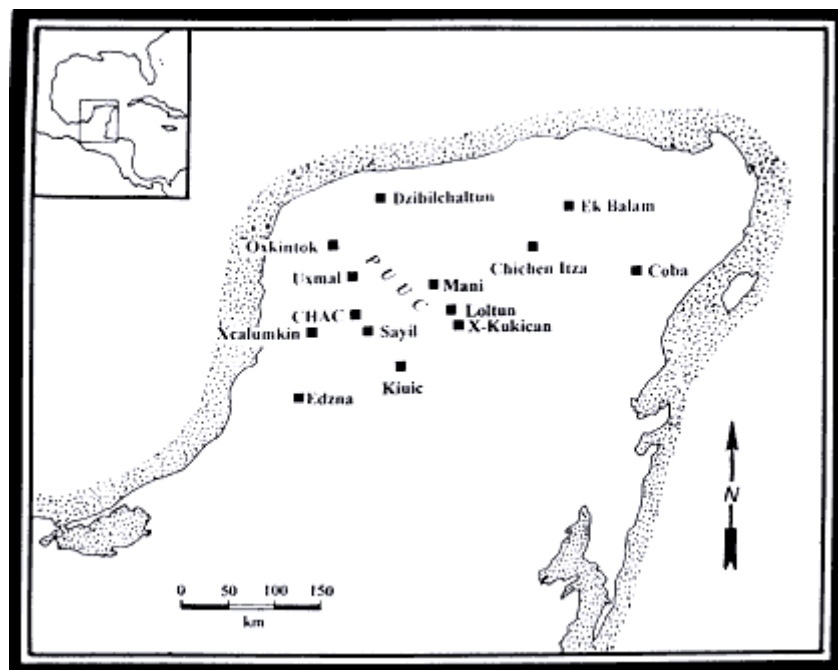 Dzibilchaltun
Ek Balam
Oxkintok
PUUC
Chichen Itza
Coba
Uxmal
Mani
CHAC
Loltun
X-Kukican
Xcalumkin
Sayil
Kiuic
Edzna
N
0 50 100 150
km